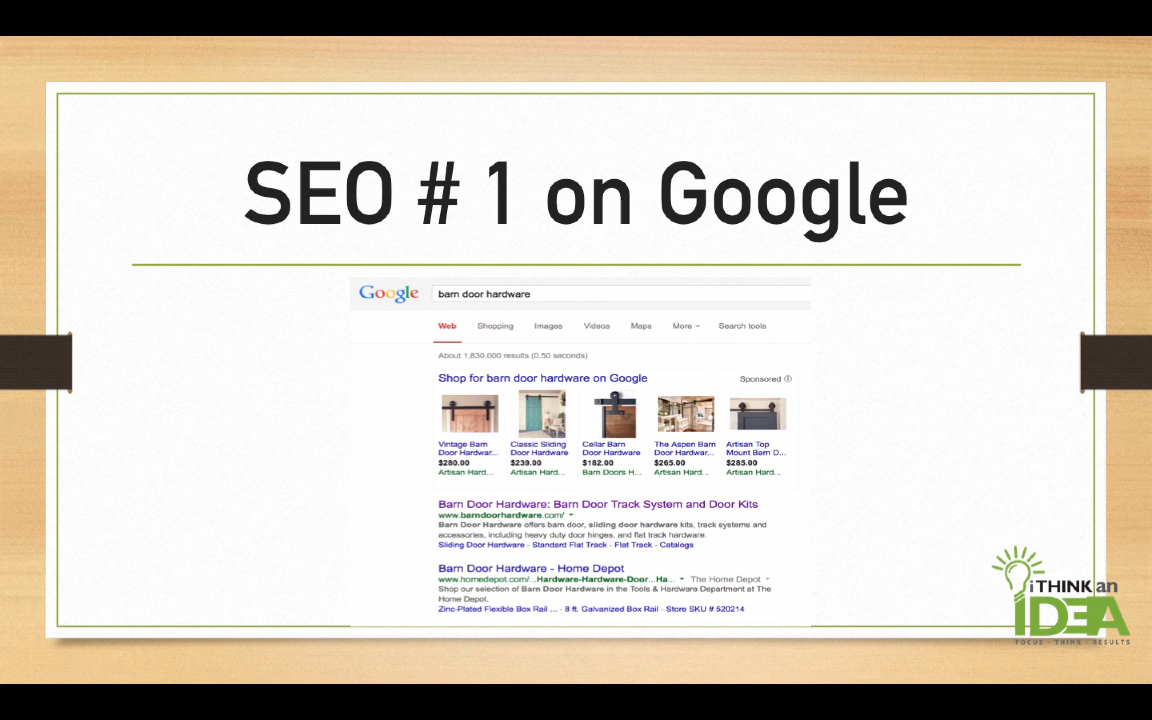 SEO # 1 on Google
Google
barn door hardware
Web Shopping Images Videos Maps More Search tools
About 1,830,000 results (0.50 seconds)
Shop for barn door hardware on Google Sponsored
Vintage Barn Door Hardwar... $280.00 Artisan Hard...
Classic Sliding Door Hardware $239.00 Artisan Hard...
Cellar Barn Door Hardware $182.00 Barn Doors H...
The Aspen Barn Door Hardwar... $265.00 Artisan Hard...
Artisan Top Mount Barn D... $285.00 Artisan Hard...
Barn Door Hardware: Barn Door Track System and Door Kits
www.barndoorhardware.com/
Barn Door Hardware offers barn door, sliding door hardware kits, track systems and
accessories, including heavy duty door hinges, and flat track hardware.
Sliding Door Hardware - Standard Flat Track - Flat Track - Catalogs
Barn Door Hardware - Home Depot
www.homedepot.com/...Hardware-Hardware-Door...Ha... The Home Depot
Shop our selection of Barn Door Hardware in the Tools & Hardware Department at The
Home Depot.
Zinc-Plated Flexible Box Rail ... - 8 ft. Galvanized Box Rail - Store SKU # 520214
iTHINK an
IDEA
FOCUS · THINK · RESULTS